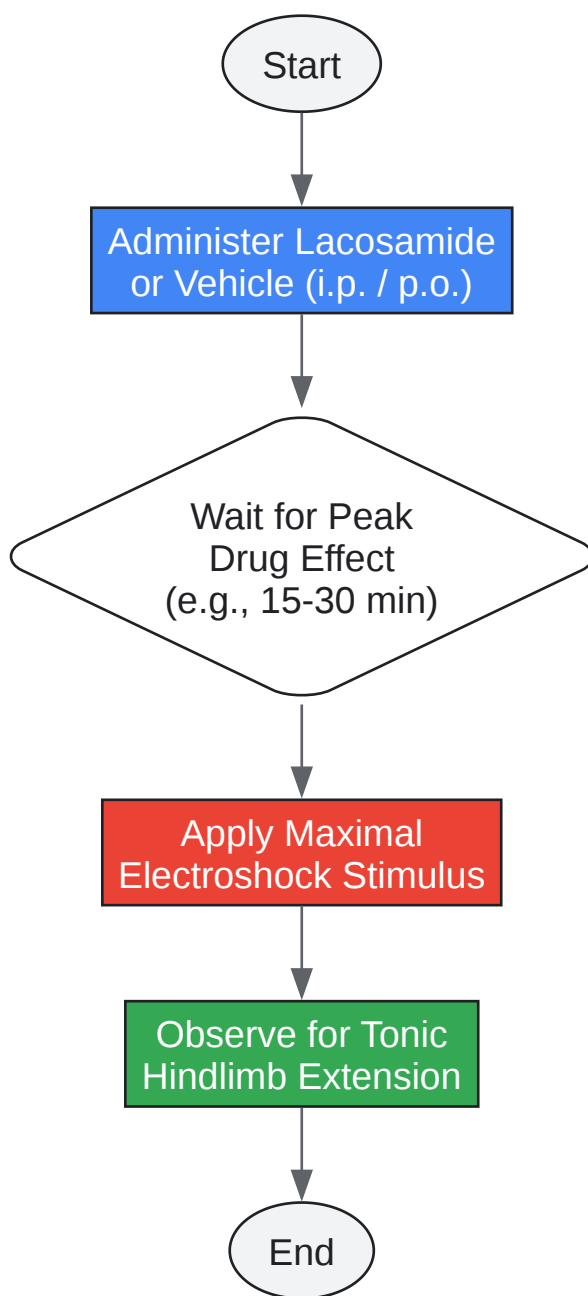 Start
Administer Lacosamide
or Vehicle (i.p. / p.o.)
Wait for Peak
Drug Effect
(e.g., 15-30 min)
Apply Maximal
Electroshock Stimulus
Observe for Tonic
Hindlimb Extension
End